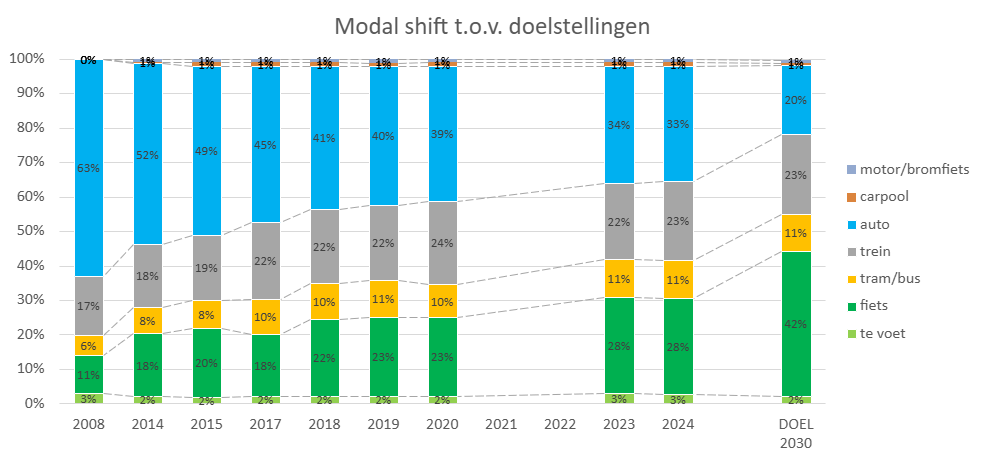 Modal shift t.o.v. doelstellingen
100%
90%
80%
70%
60%
50%
40%
30%
20%
10%
0%
0% 1% 1% 1% 1% 1% 1% 1% 1% 1%
1% 1% 1% 1% 1% 1% 1% 1% 1%
63% 52% 49% 45% 41% 40% 39% 34% 33% 20%
17% 18% 19% 22% 22% 22% 24% 22% 23% 23%
6% 8% 8% 10% 10% 11% 10% 11% 11% 11%
11% 18% 20% 18% 22% 23% 23% 28% 28% 42%
3% 2% 2% 2% 2% 2% 2% 3% 3% 2%
2008 2014 2015 2017 2018 2019 2020 2021 2022 2023 2024 DOEL
2030
motor/bromfiets
carpool
auto
trein
tram/bus
fiets
te voet